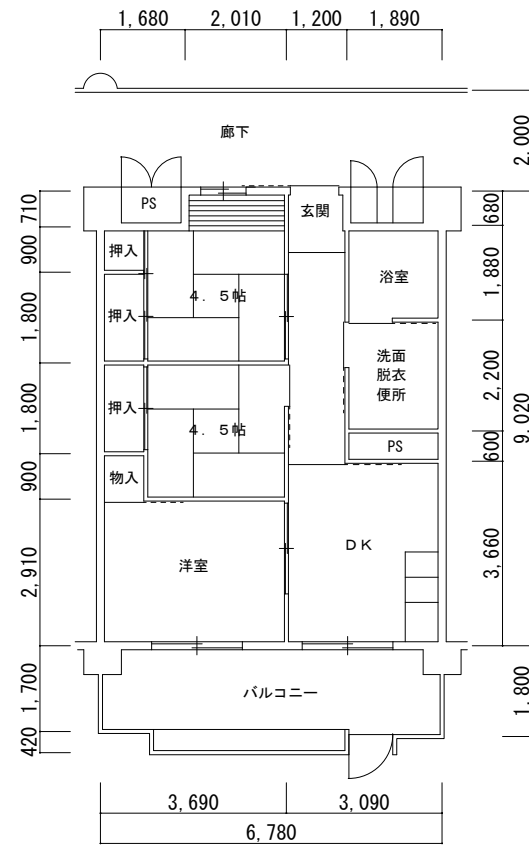 1,680 2,010 1,200 1,890
2,000
廊下
710
PS
玄関
680
900
押入
浴室
1,880
1,800
押入
4．5帖
洗面
脱衣
便所
2,200
9,020
1,800
押入
4．5帖
PS
600
900
物入
2,910
洋室
DK
3,660
1,700
バルコニー
1,800
420
3,690 3,090
6,780